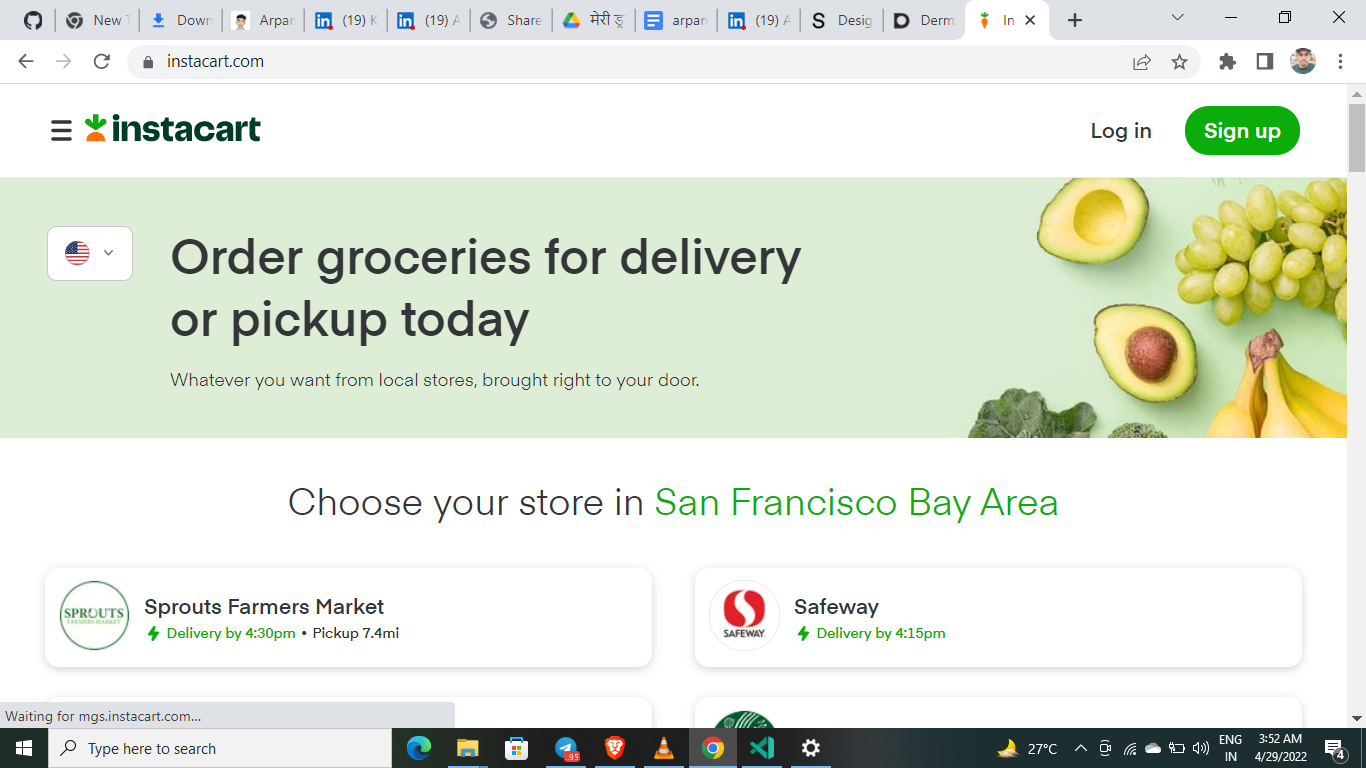 New T
Down
Arpan
(19) K
(19) A
Share
मेरी ड्र
arpan
(19) A
Desig
Derm
In
instacart.com
instacart
Log in
Sign up
Order groceries for delivery
or pickup today
Whatever you want from local stores, brought right to your door.
Choose your store in San Francisco Bay Area
SPROUTS
FARMERS MARKET
Sprouts Farmers Market
Delivery by 4:30pm • Pickup 7.4mi
SAFEWAY
Safeway
Delivery by 4:15pm
Waiting for mgs.instacart.com...
Type here to search
95
27°C
ENG
IN
3:52 AM
4/29/2022
4